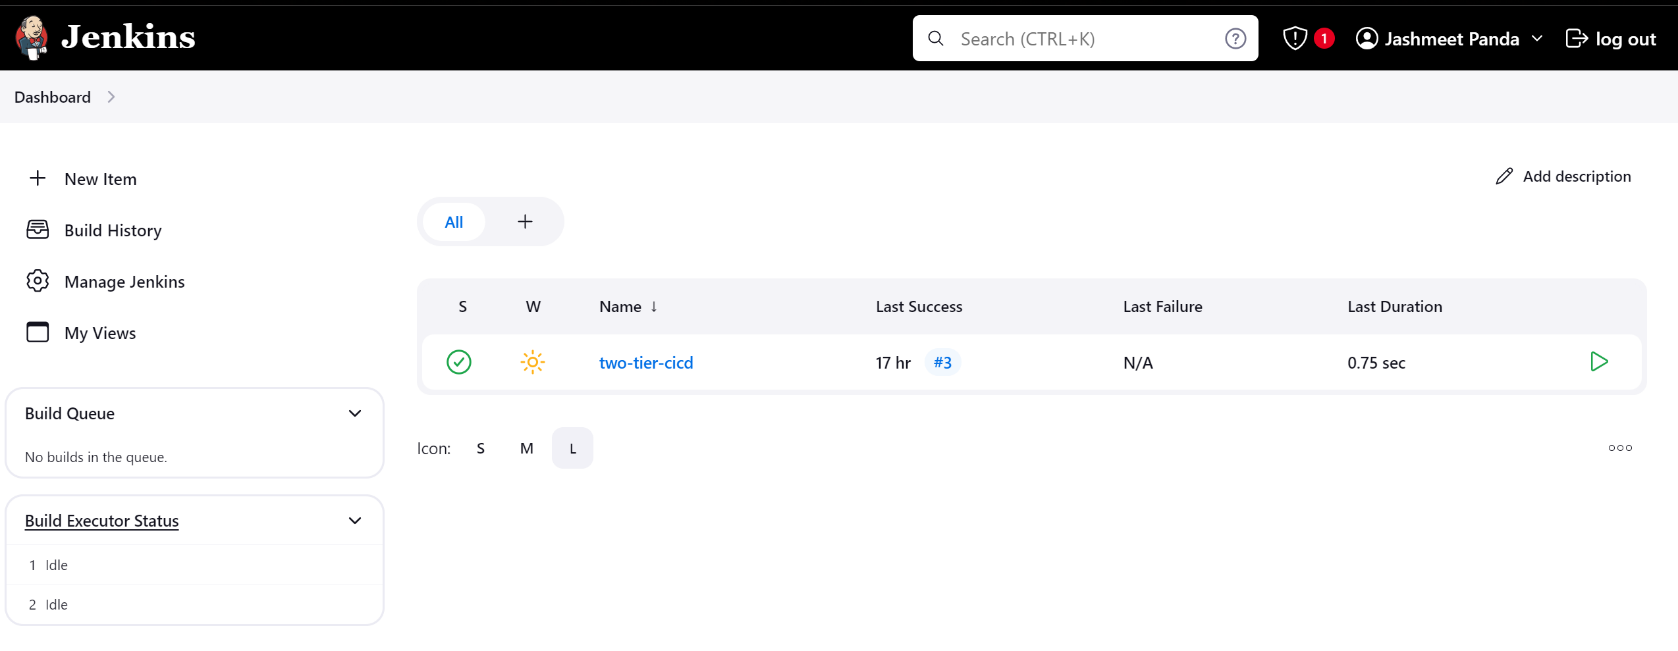 Jenkins
Search (CTRL+K)
1
Jashmeet Panda
log out
Dashboard
New Item
Build History
Manage Jenkins
My Views
Build Queue
No builds in the queue.
Build Executor Status
1 Idle
2 Idle
Add description
All
S W Name ↓ Last Success Last Failure Last Duration
two-tier-cicd 17 hr #3 N/A 0.75 sec
Icon: S M L